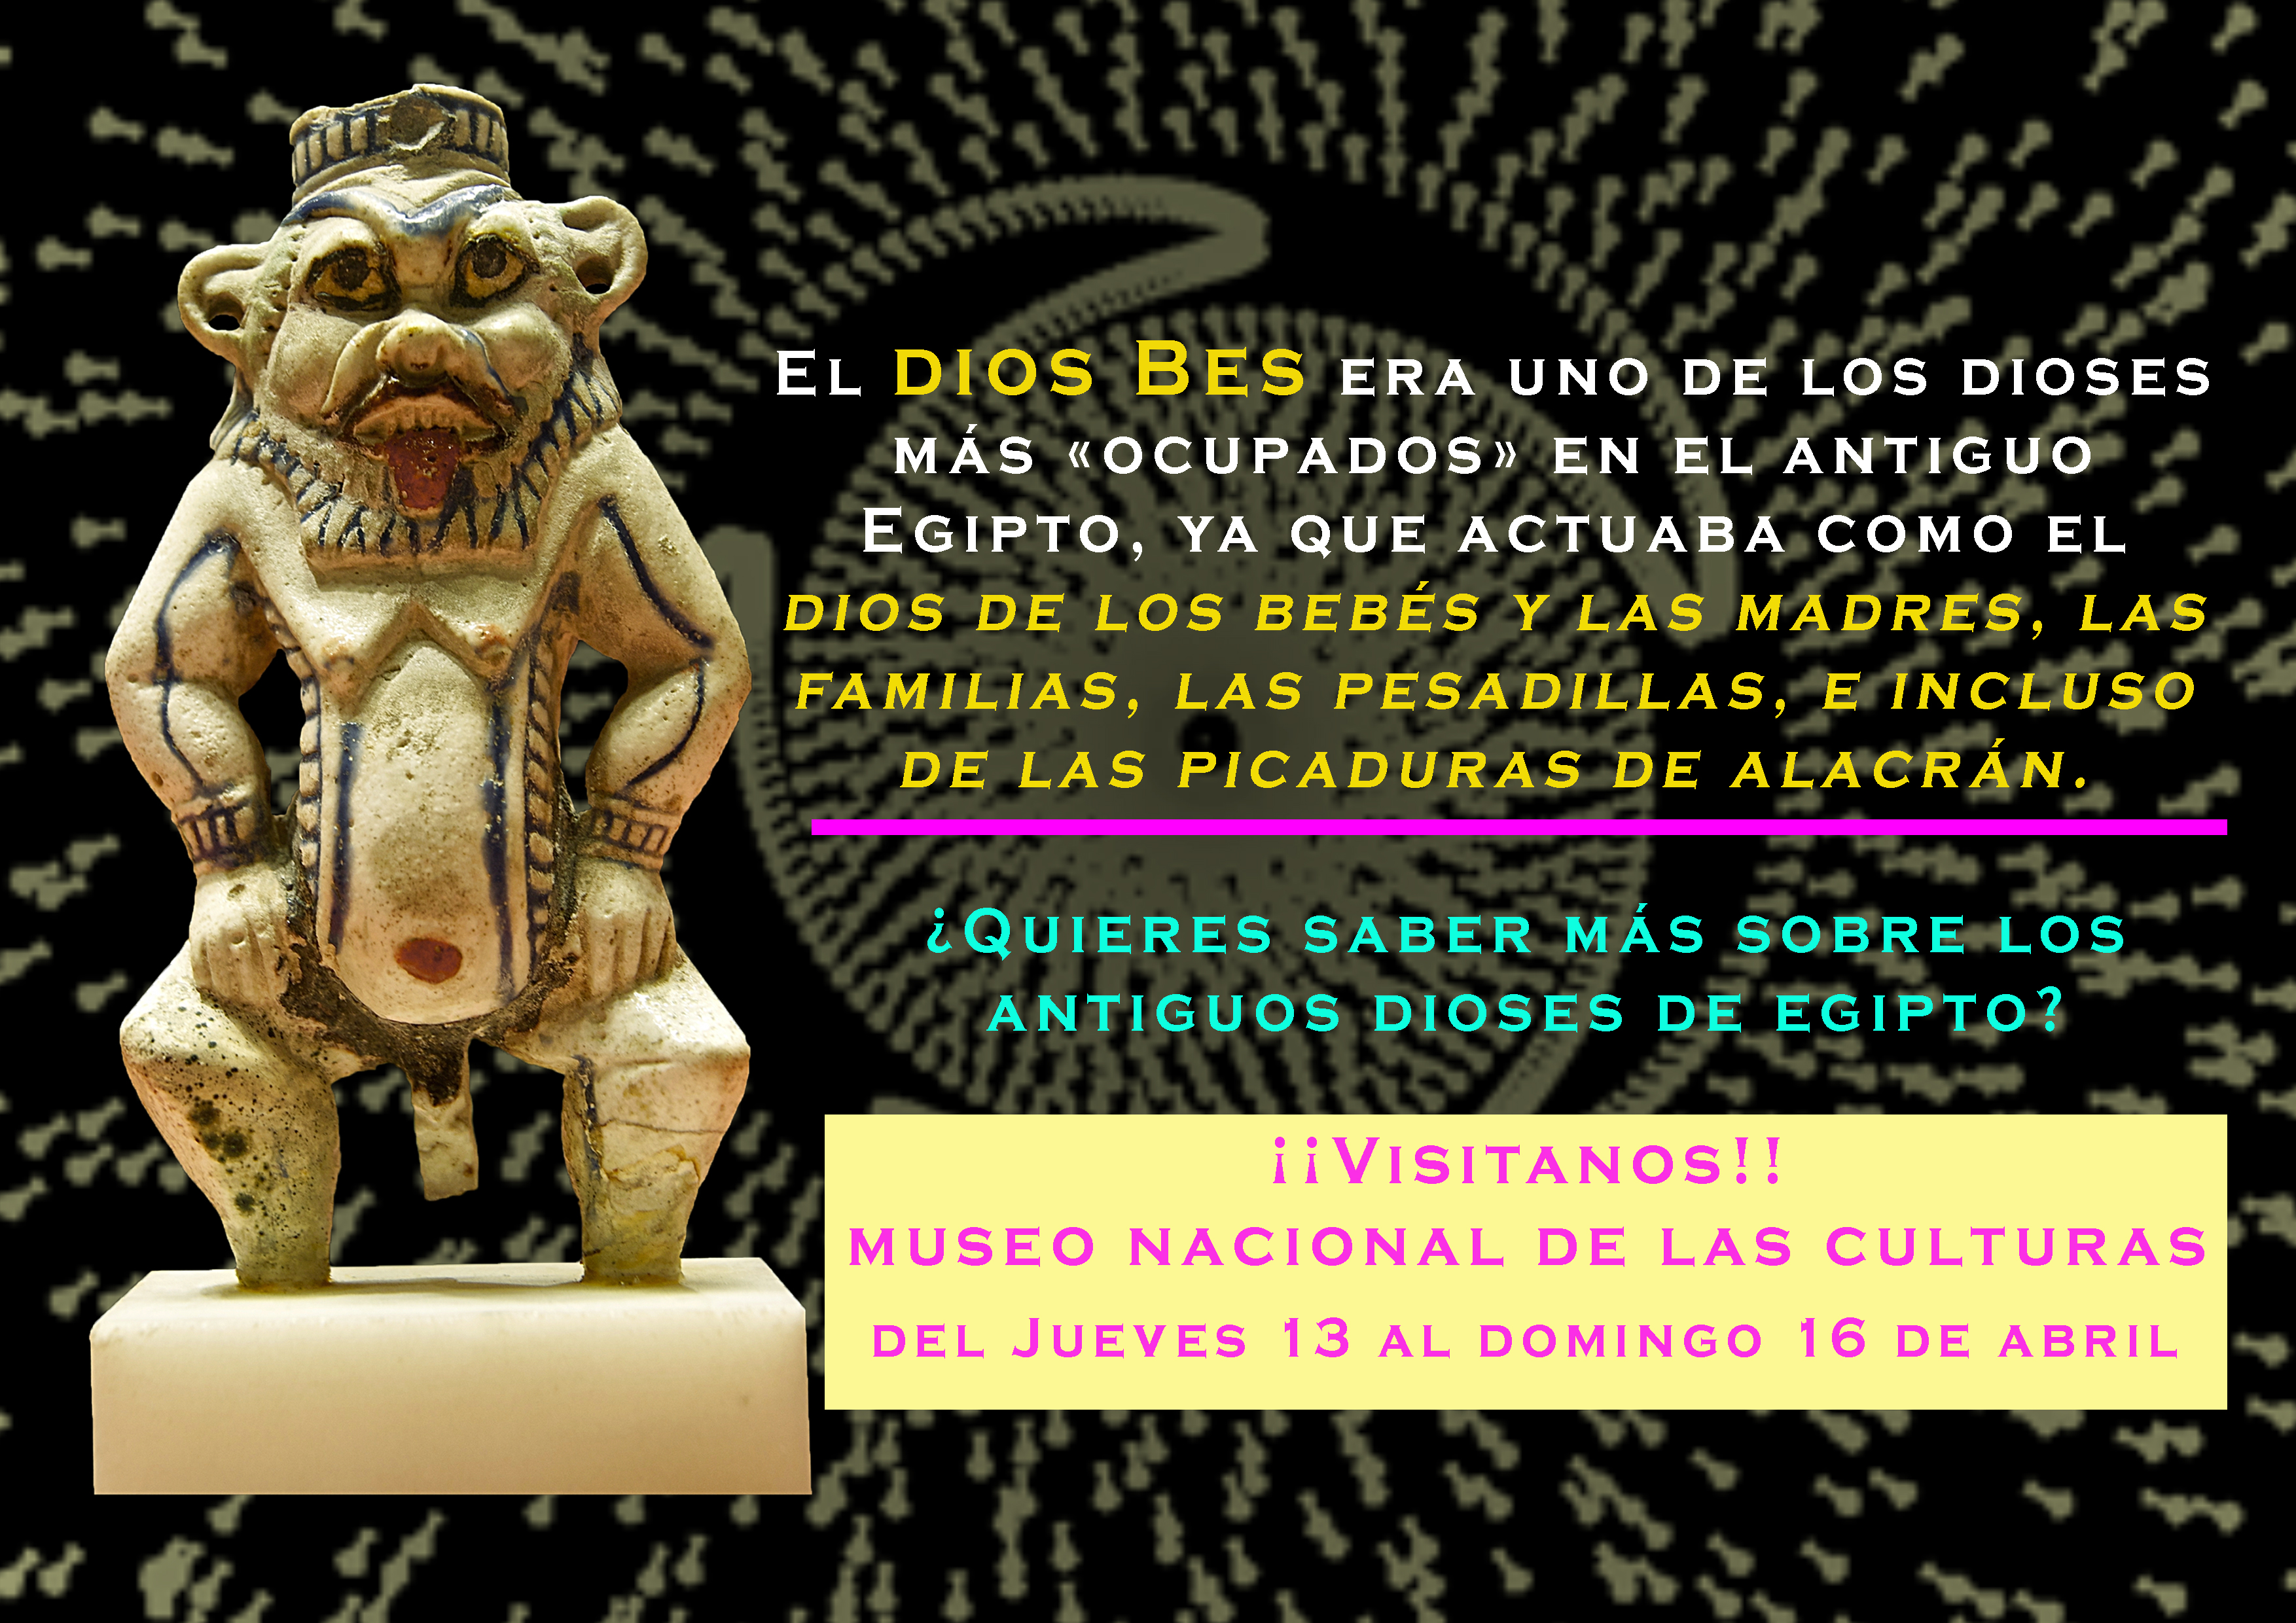 El dios Bes era uno de los dioses
más «ocupados» en el antiguo
Egipto, ya que actuaba como el
dios de los bebés y las madres, las
familias, las pesadillas, e incluso
de las picaduras de alacrán.
¿Quieres saber más sobre los
antiguos dioses de egipto?
¡¡Visitanos!!
museo nacional de las culturas
del Jueves 13 al domingo 16 de abril